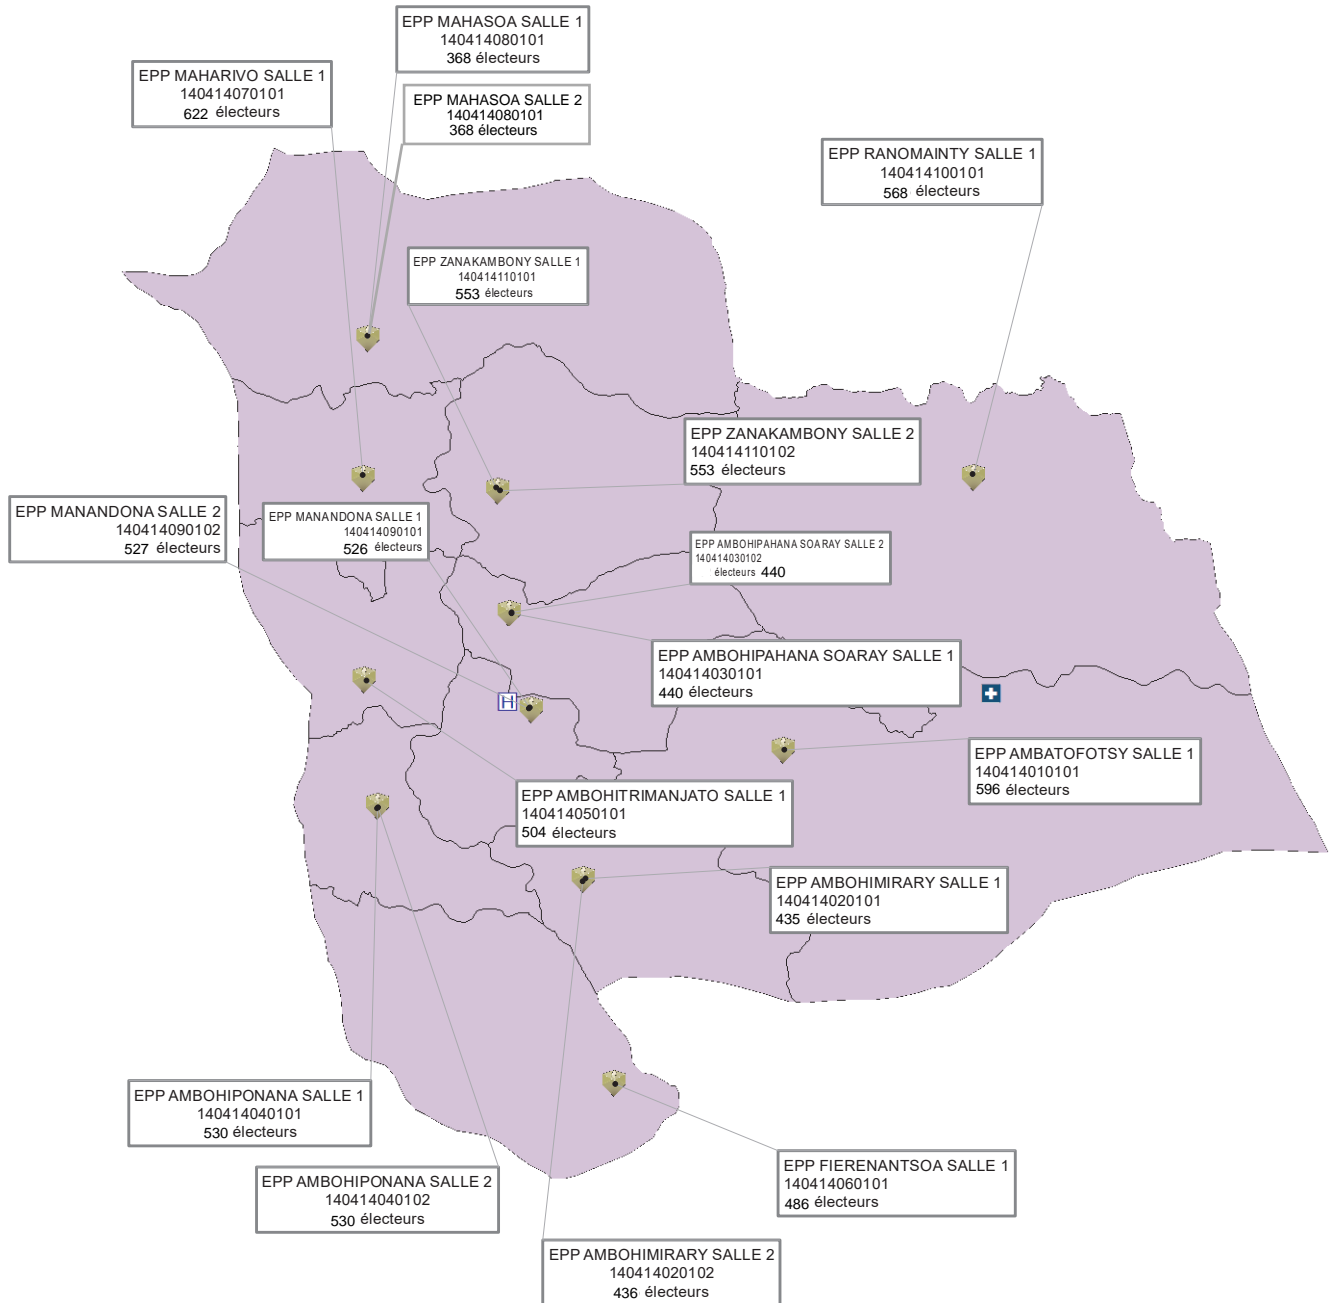 EPP MAHASOA SALLE 1
140414080101
368 électeurs
EPP MAHARIVO SALLE 1
140414070101
622 électeurs
EPP MAHASOA SALLE 2
140414080101
368 électeurs
EPP RANOMAINTY SALLE 1
140414100101
568 électeurs
EPP ZANAKAMBONY SALLE 1
140414110101
553 électeurs
EPP ZANAKAMBONY SALLE 2
140414110102
553 électeurs
EPP MANANDONA SALLE 2
140414090102
527 électeurs
EPP MANANDONA SALLE 1
140414090101
526 électeurs
EPP AMBOHIPAHANA SOARAY SALLE 2
140414030102
électeurs 440
EPP AMBOHIPAHANA SOARAY SALLE 1
140414030101
440 électeurs
H
EPP AMBATOFOTSY SALLE 1
140414010101
596 électeurs
EPP AMBOHITRIMANJATO SALLE 1
140414050101
504 électeurs
EPP AMBOHIMIRARY SALLE 1
140414020101
435 électeurs
EPP AMBOHIPONANA SALLE 1
140414040101
530 électeurs
EPP AMBOHIPONANA SALLE 2
140414040102
530 électeurs
EPP FIERENANTSOA SALLE 1
140414060101
486 électeurs
EPP AMBOHIMIRARY SALLE 2
140414020102
436 électeurs